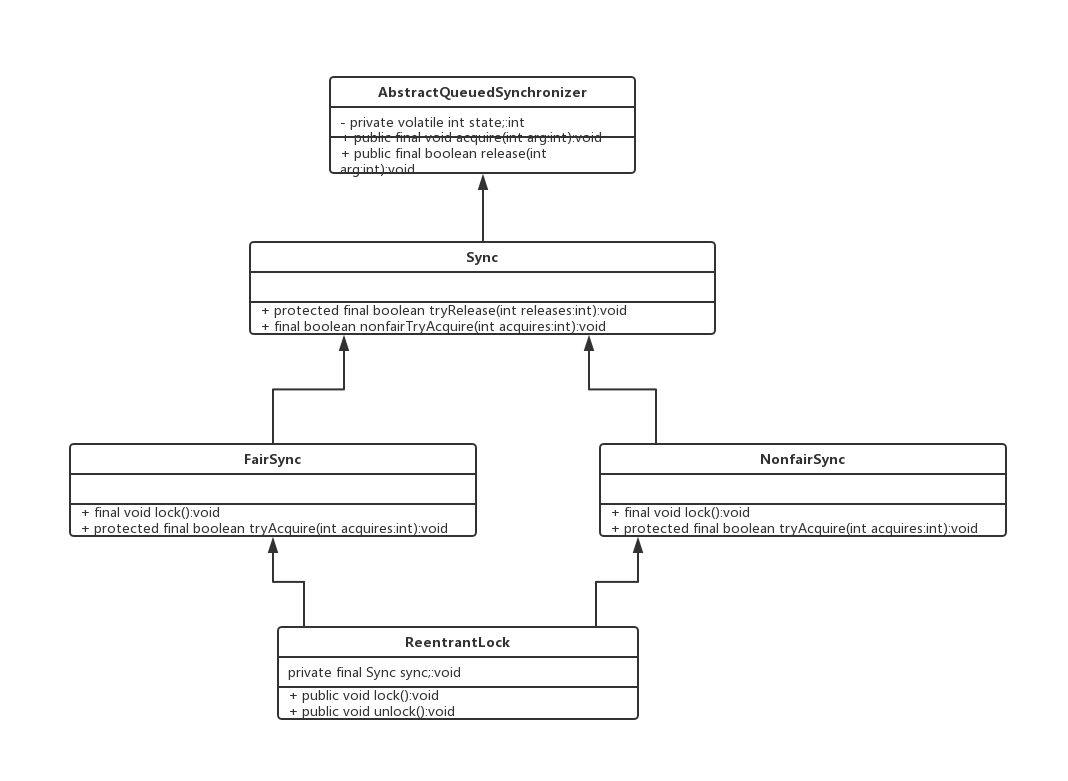 AbstractQueuedSynchronizer
- private volatile int state;:int
+ public final void acquire(int arg:int):void
+ public final boolean release(int
arg:int):void
Sync
+ protected final boolean tryRelease(int releases:int):void
+ final boolean nonfairTryAcquire(int acquires:int):void
FairSync
+ final void lock():void
+ protected final boolean tryAcquire(int acquires:int):void
NonfairSync
+ final void lock():void
+ protected final boolean tryAcquire(int acquires:int):void
ReentrantLock
private final Sync sync;:void
+ public void lock():void
+ public void unlock():void